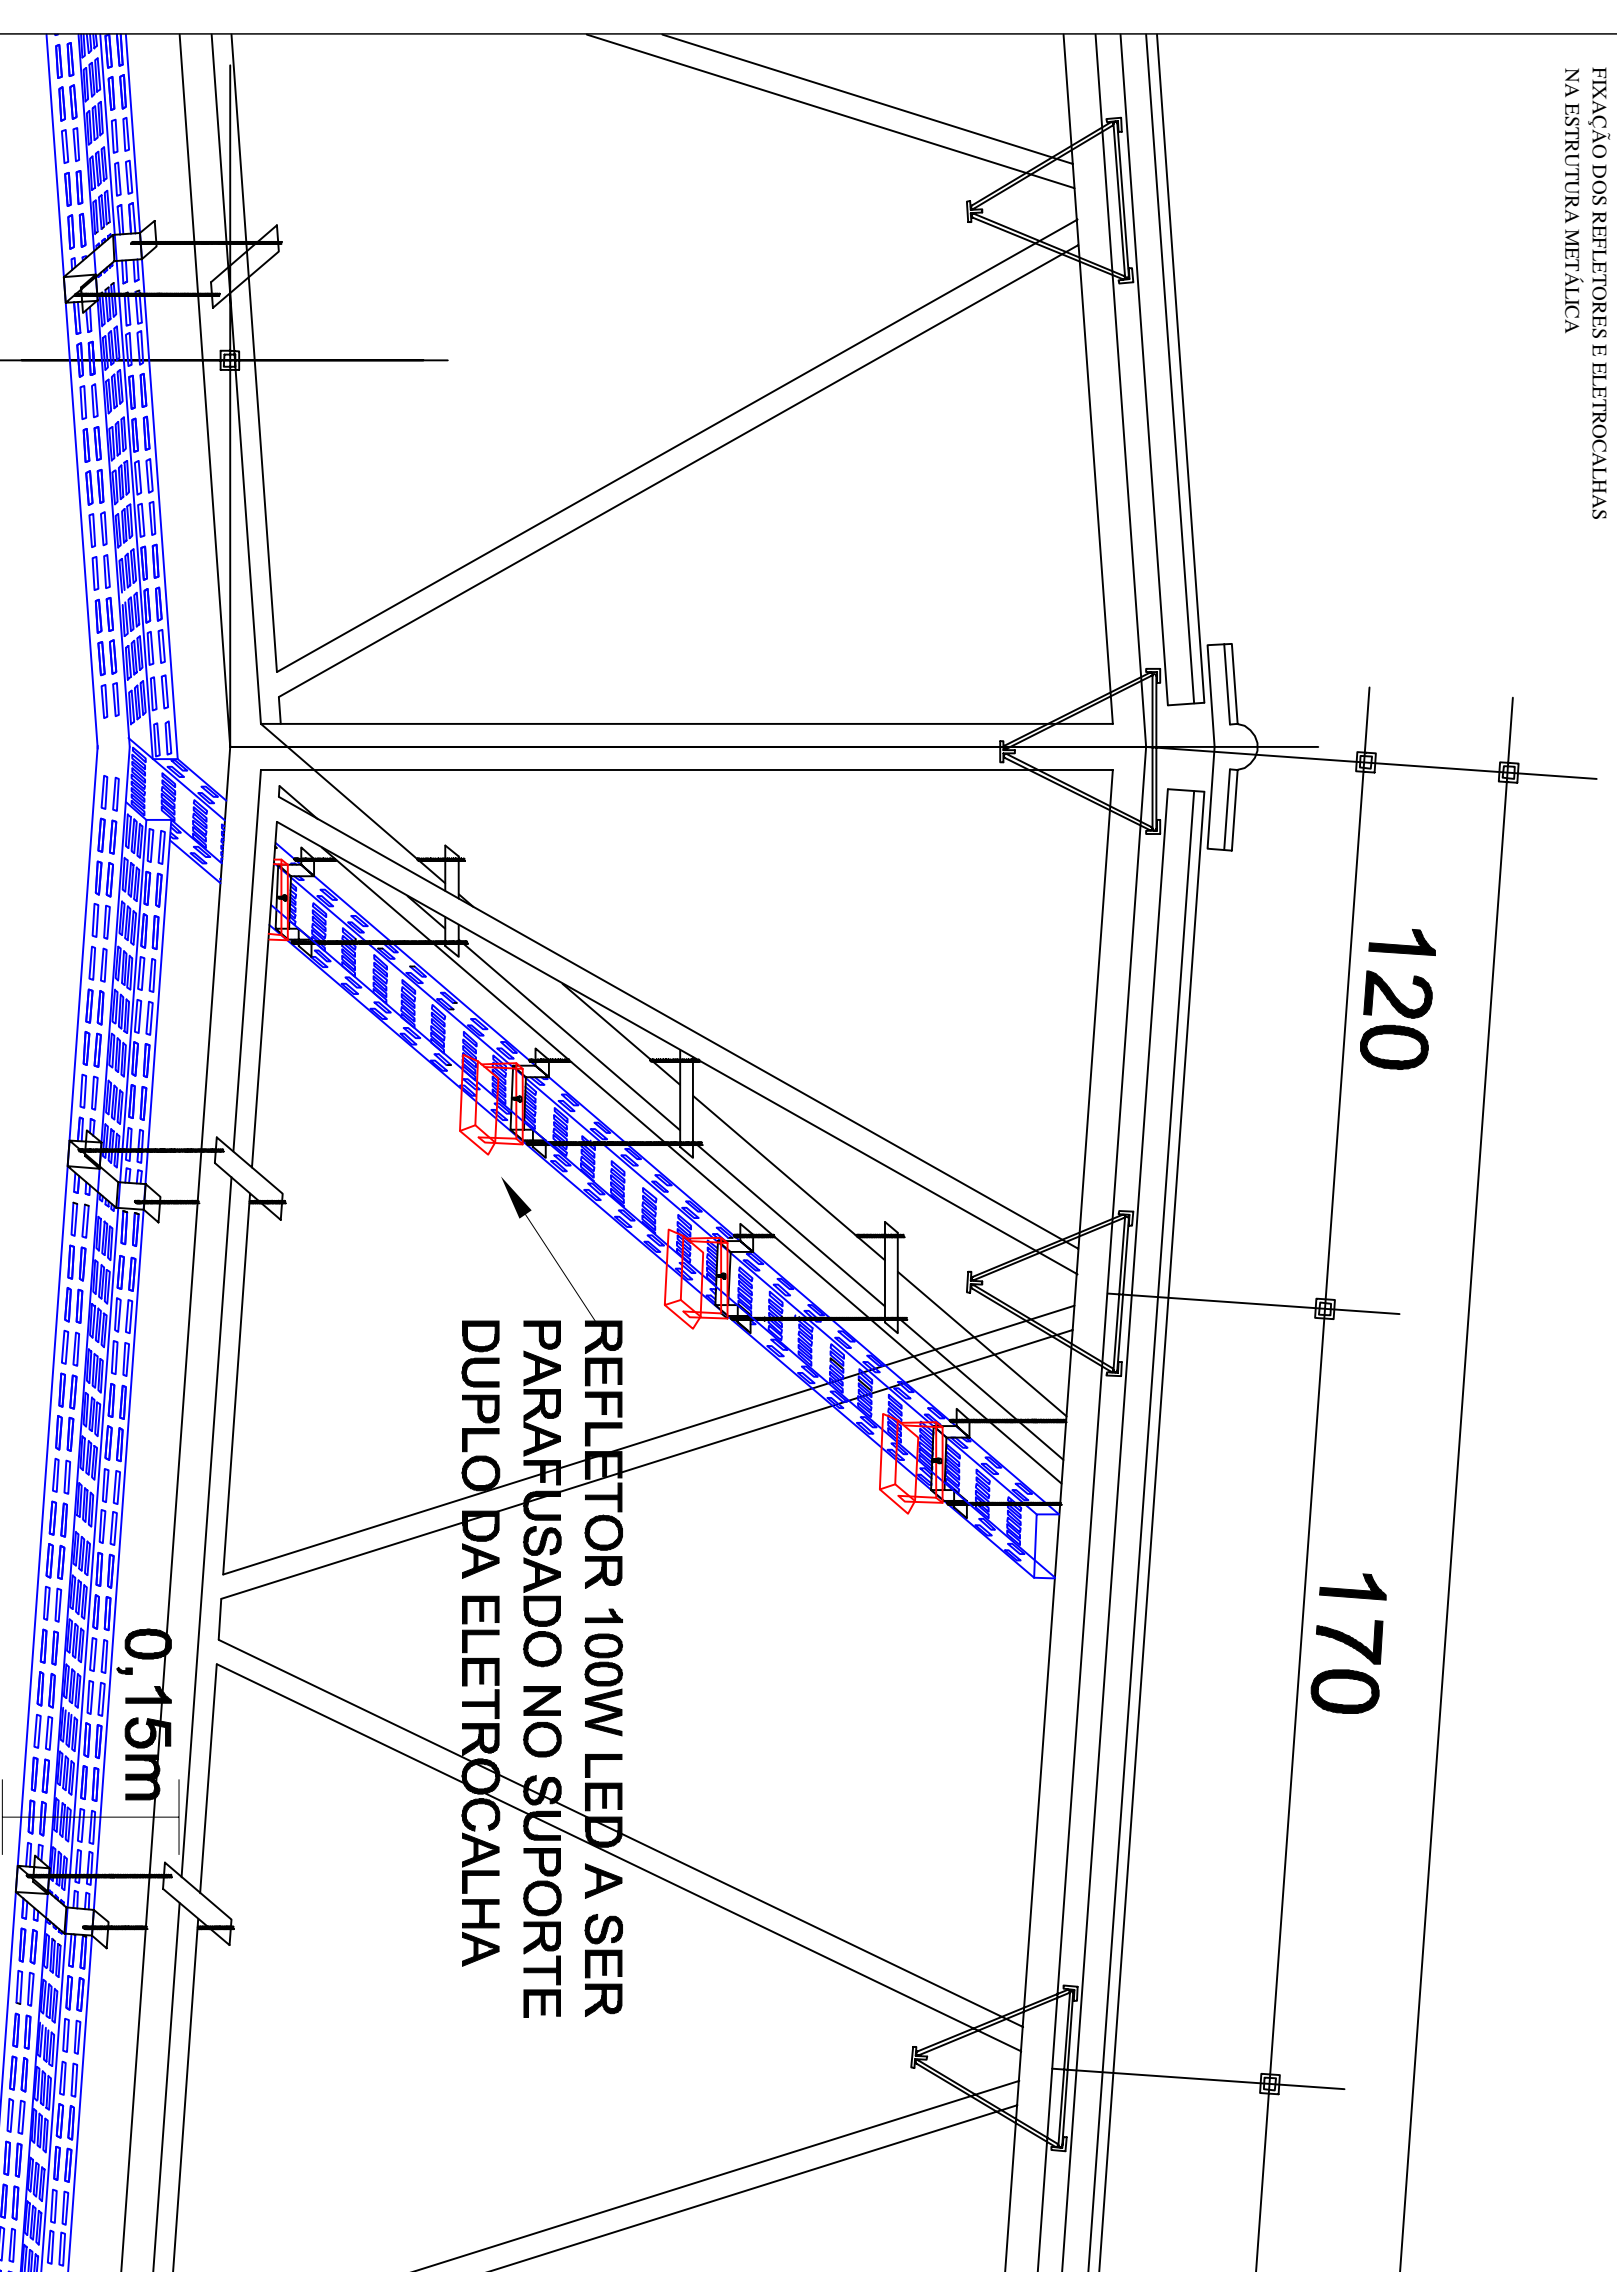 FIXAÇÃO DOS REFLETORES E ELETROCALHAS
NA ESTRUTURA METÁLICA
120
170
REFLETOR 100W LED A SER
PARAFUSADO NO SUPORTE
DUPLO DA ELETROCALHA
0,15m